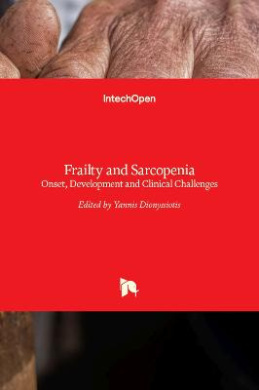 IntechOpen
Frailty and Sarcopenia
Onset, Development and Clinical Challenges
Edited by Yannis Dionyssiotis